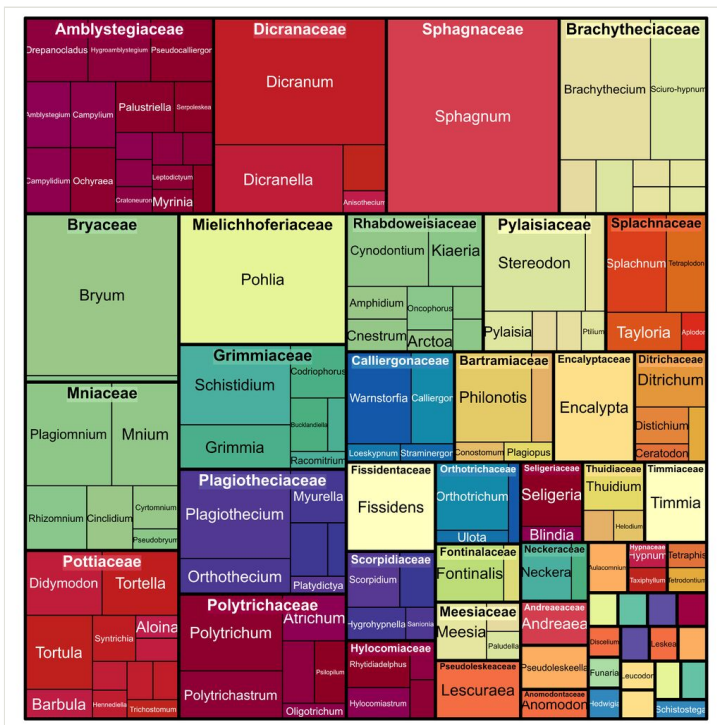 Amblystegiaceae
Drepanocladus
Hygroamblystegium
Pseudocalliergon
Amblystegium
Campylium
Palustriella
Serpoleskea
Campylidium
Ochyraea
Cratoneuron
Leptodictyum
Myrinia
Dicranaceae
Dicranum
Dicranella
Anisothecium
Sphagnaceae
Sphagnum
Brachytheciaceae
Brachythecium
Sciuro-hypnum
Bryaceae
Bryum
Mielichhoferiaceae
Pohlia
Rhabdoweisiaceae
Cynodontium
Kiaeria
Amphidium
Oncophorus
Cnestrum
Arctoa
Pylaisiaceae
Stereodon
Pylaisia
Ptilium
Splachnaceae
Splachnum
Tetraplodon
Tayloria
Aplodon
Mniaceae
Plagiomnium
Mnium
Rhizomnium
Cinclidium
Cyrtomnium
Pseudobryum
Grimmiaceae
Schistidium
Codriophorus
Bucklandiella
Grimmia
Racomitrium
Calliergonaceae
Warnstorfia
Calliergon
Loeskypnum
Straminergon
Bartramiaceae
Philonotis
Conostomum
Plagiopus
Encalyptaceae
Encalypta
Ditrichaceae
Ditrichum
Distichium
Ceratodon
Plagiotheciaceae
Plagiothecium
Myurella
Orthothecium
Platydictya
Fissidentaceae
Fissidens
Orthotrichaceae
Orthotrichum
Ulota
Seligeriaceae
Seligeria
Blindia
Thuidiaceae
Thuidium
Helodium
Timmiaceae
Timmia
Pottiaceae
Didymodon
Tortella
Tortula
Syntrichia
Aloina
Barbula
Hennediella
Trichostomum
Polytrichaceae
Polytrichum
Atrichum
Psilopilum
Polytrichastrum
Oligotrichum
Scorpidiaceae
Scorpidium
Hygrohypnella
Sanionia
Hylocomiaceae
Rhytidiadelphus
Hylocomiastrum
Fontinalaceae
Fontinalis
Meesiaceae
Meesia
Paludella
Pseudoleskeaceae
Lescuraea
Neckeraceae
Neckera
Andreaeaceae
Andreaea
Pseudoleskeella
Anomodontaceae
Anomodon
Aulacomnium
Hypnaceae
Hypnum
Taxiphyllum
Tetraphis
Tetrodontium
Discelium
Leskea
Funaria
Leucodon
Hedwigia
Schistostega